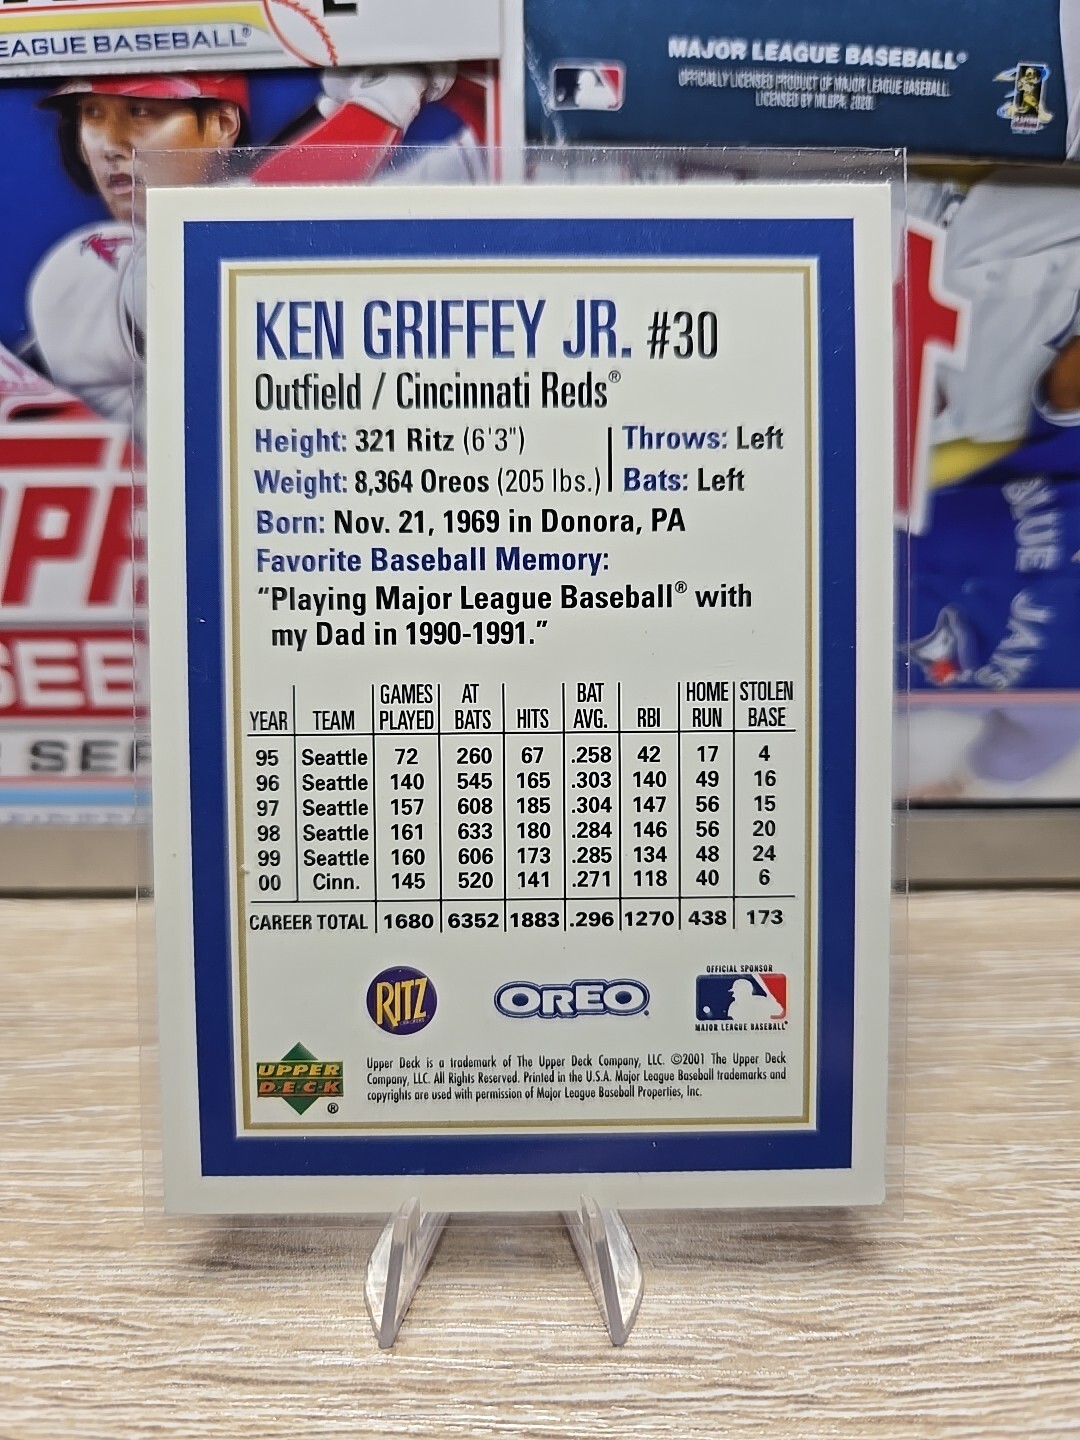 EAGUE BASEBALL®
MAJOR LEAGUE BASEBALL®
OFFICIALLY LICENSED PRODUCT OF MAJOR LEAGUE BASEBALL.
LICENSED BY MLBPA, 2020.
KEN GRIFFEY JR. #30
Outfield / Cincinnati Reds®
Height: 321 Ritz (6'3") Throws: Left
Weight: 8,364 Oreos (205 lbs.) Bats: Left
Born: Nov. 21, 1969 in Donora, PA
Favorite Baseball Memory:
"Playing Major League Baseball® with
my Dad in 1990-1991."
GAMES AT BAT HOME STOLEN
YEAR TEAM PLAYED BATS HITS AVG. RBI RUN BASE
95 Seattle 72 260 67 .258 42 17 4
96 Seattle 140 545 165 .303 140 49 16
97 Seattle 157 608 185 .304 147 56 15
98 Seattle 161 633 180 .284 146 56 20
99 Seattle 160 606 173 .285 134 48 24
00 Cinn. 145 520 141 .271 118 40 6
CAREER TOTAL 1680 6352 1883 .296 1270 438 173
RITZ
OREO
OFFICIAL SPONSOR
MAJOR LEAGUE BASEBALL
UPPER
DECK
®
Upper Deck is a trademark of The Upper Deck Company, LLC. ©2001 The Upper Deck
Company, LLC. All Rights Reserved. Printed in the U.S.A. Major League Baseball trademarks and
copyrights are used with permission of Major League Baseball Properties, Inc.
BLUE JAYS